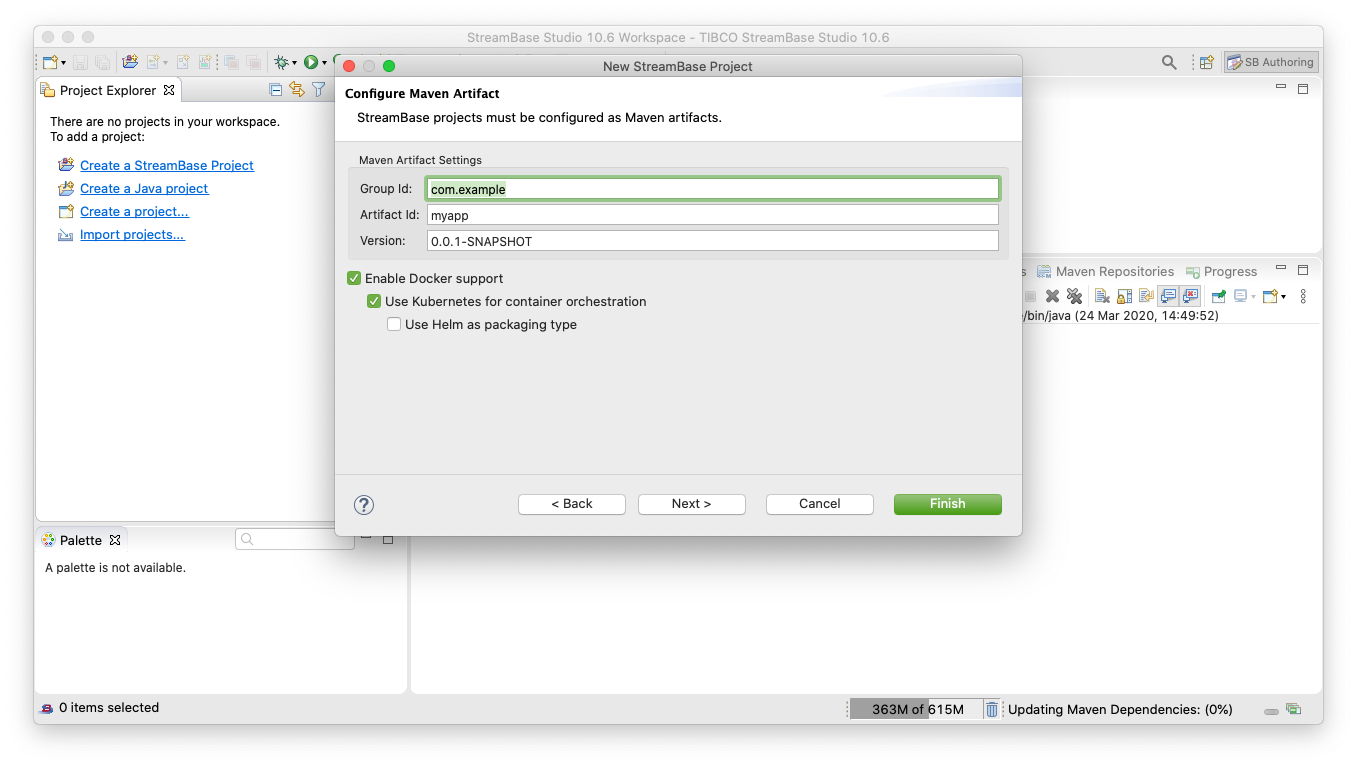 StreamBase Studio 10.6 Workspace - TIBCO StreamBase Studio 10.6
SB Authoring
Project Explorer
There are no projects in your workspace.
To add a project:
Create a StreamBase Project
Create a Java project
Create a project...
Import projects...
New StreamBase Project
Configure Maven Artifact
StreamBase projects must be configured as Maven artifacts.
Maven Artifact Settings
Group Id: com.example
Artifact Id: myapp
Version: 0.0.1-SNAPSHOT
Enable Docker support
Use Kubernetes for container orchestration
Use Helm as packaging type
? < Back Next > Cancel Finish
s Maven Repositories Progress
/bin/java (24 Mar 2020, 14:49:52)
Palette
A palette is not available.
0 items selected
363M of 615M
Updating Maven Dependencies: (0%)